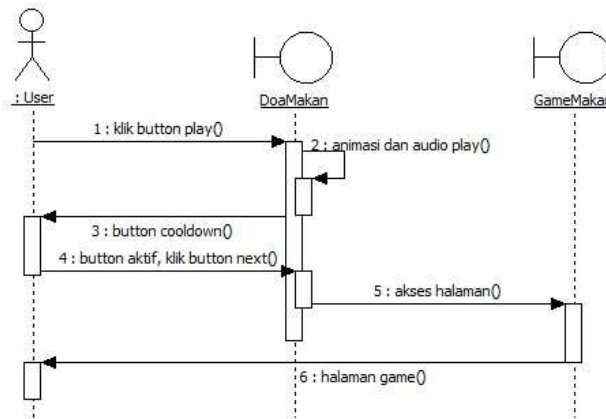 : User
DoaMakan
GameMakan
1 : klik button play()
2 : animasi dan audio play()
3 : button cooldown()
4 : button aktif, klik button next()
5 : akses halaman()
6 : halaman game()